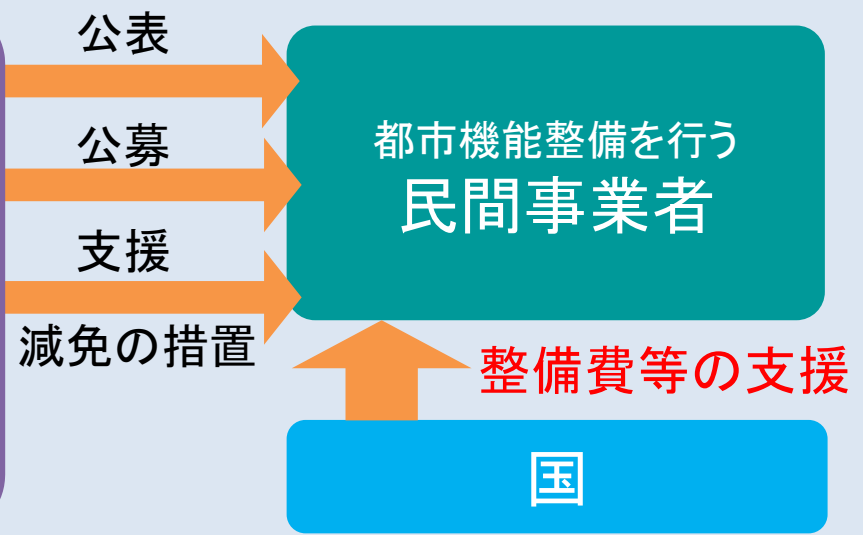 公表
公募
支援
減免の措置
都市機能整備を行う
民間事業者
整備費等の支援
国